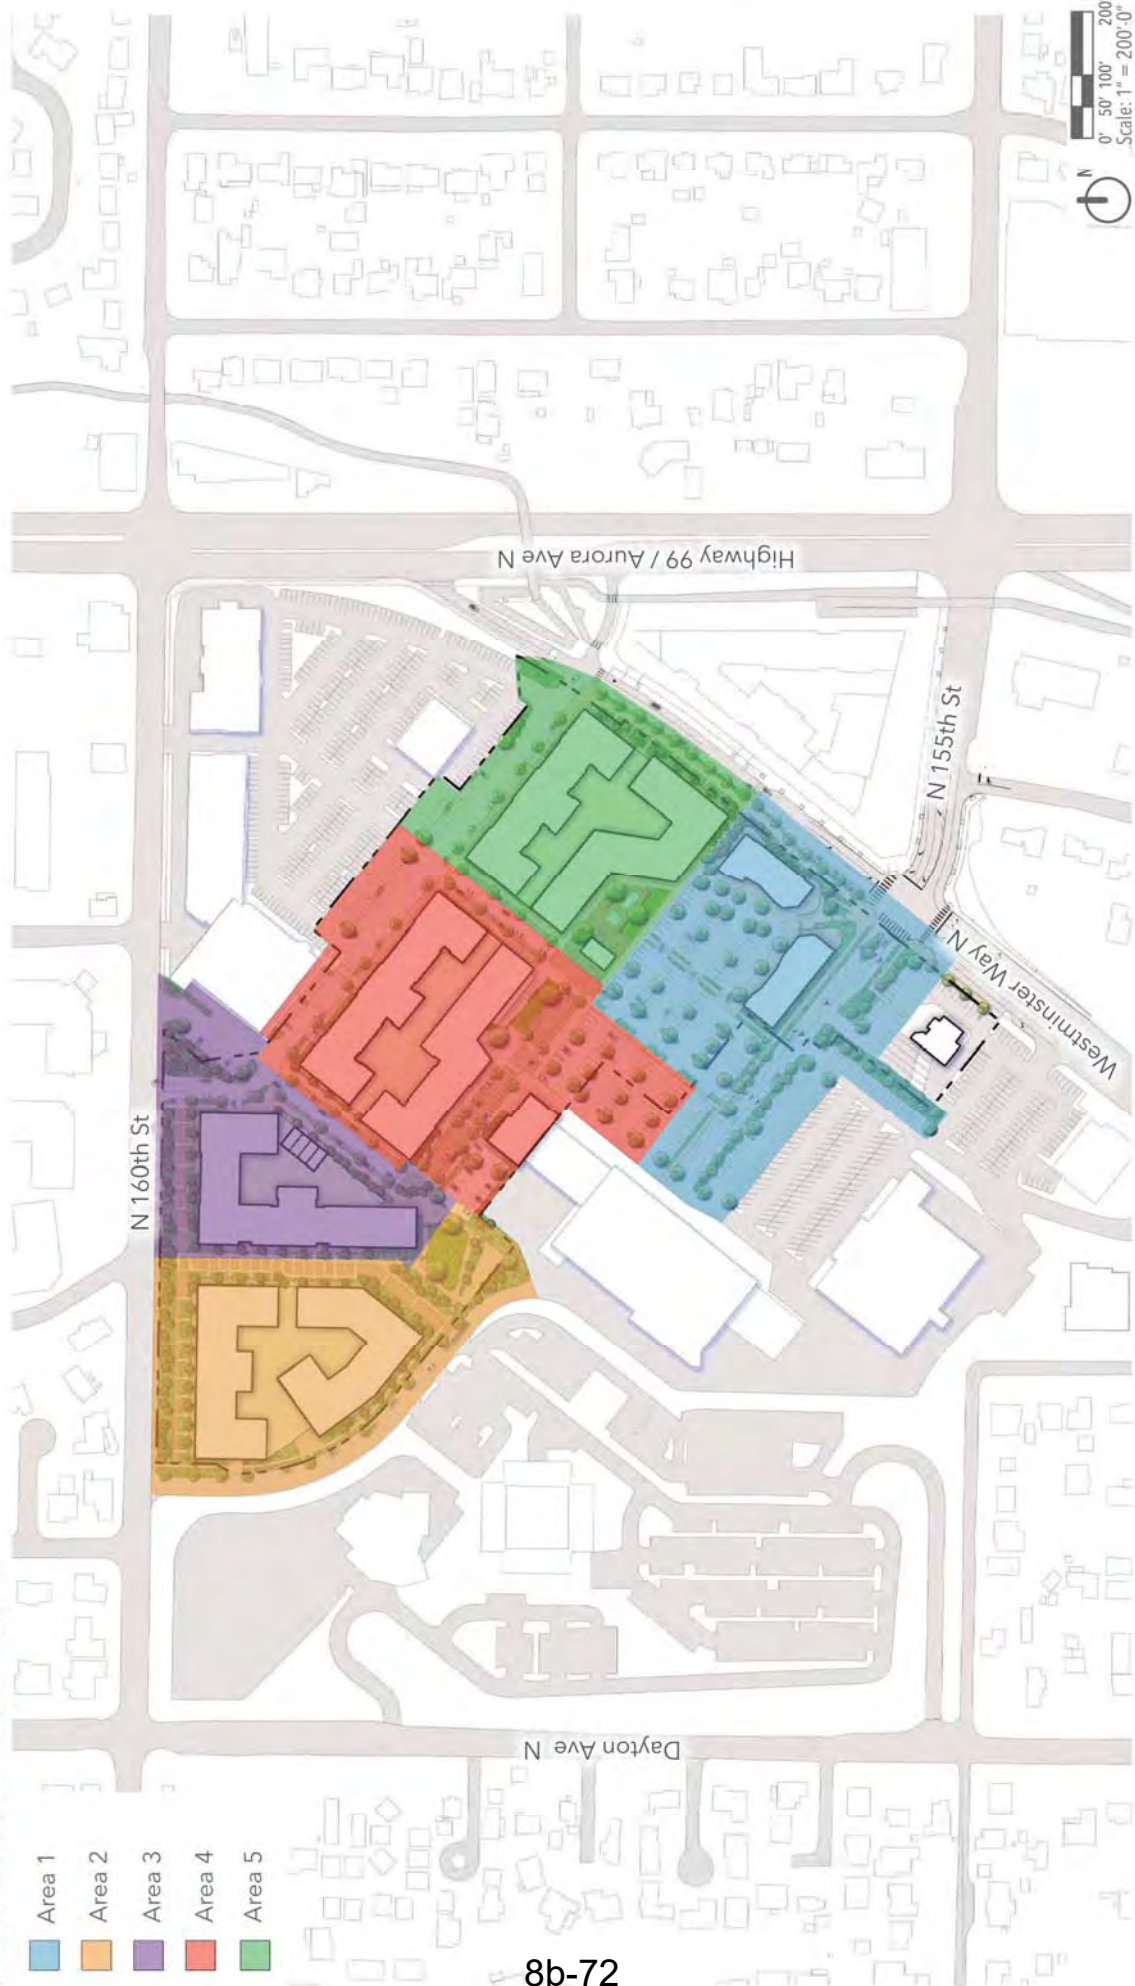 Area 1
Area 2
Area 3
Area 4
Area 5
N 160th St
Dayton Ave N
Highway 99 / Aurora Ave N
N 155th St
Westminster Way N
N
0' 50' 100' 200'
Scale: 1" = 200'-0"
8b-72